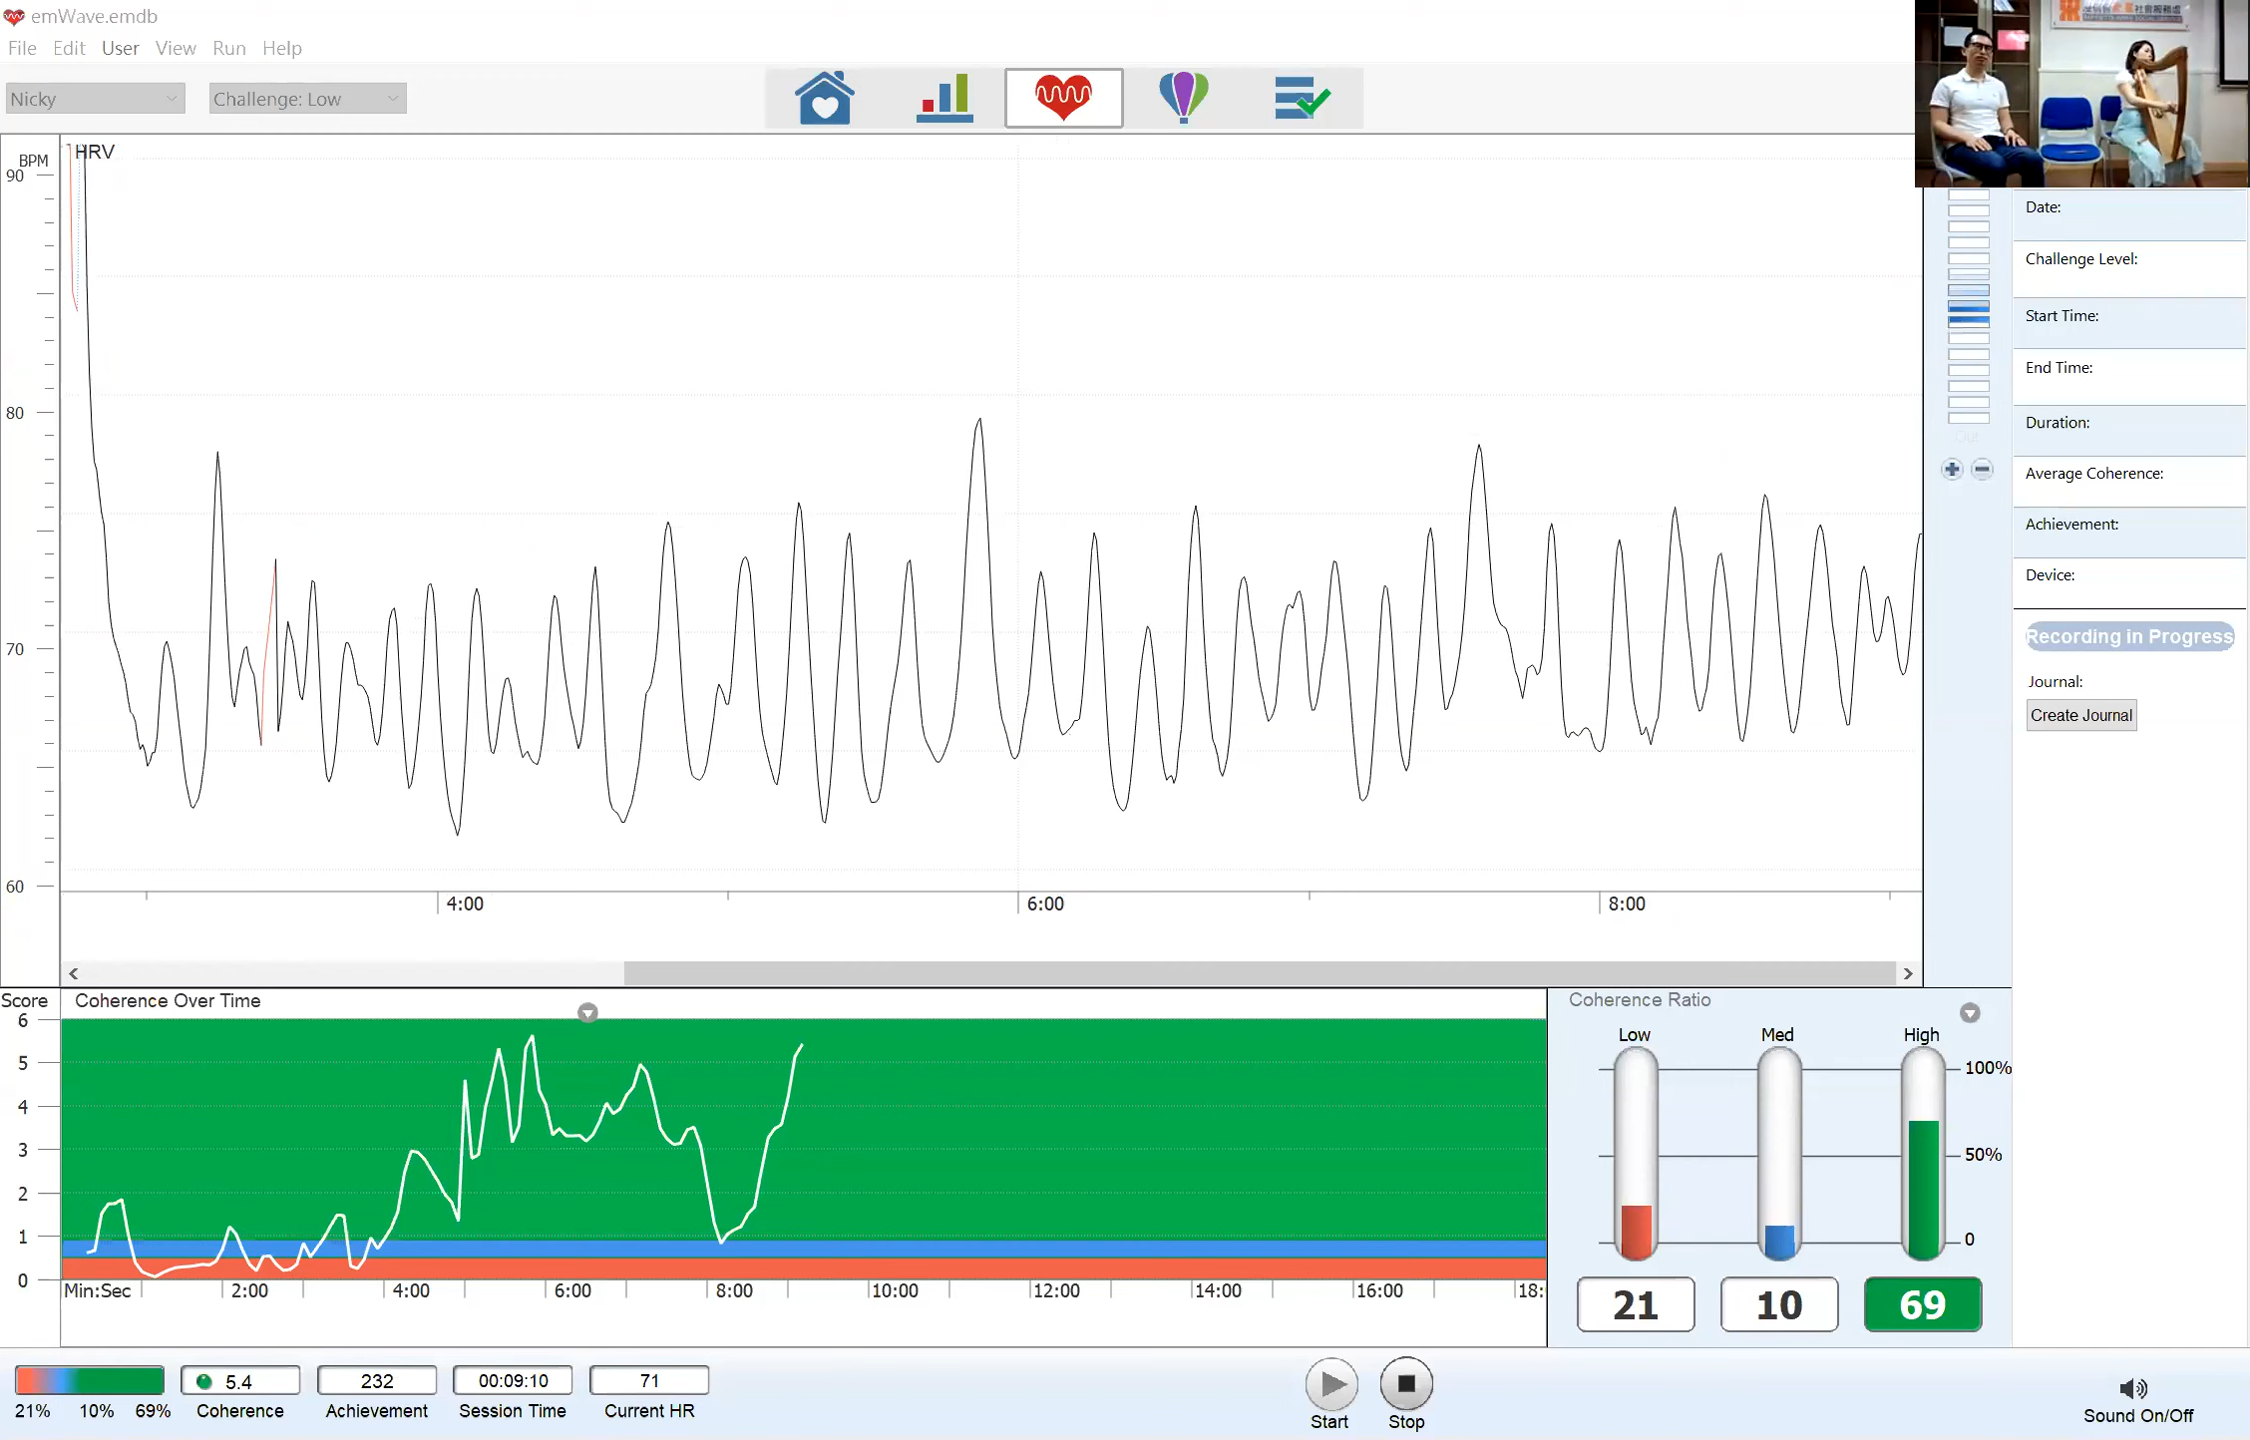 emWave.emdb
File Edit User View Run Help
Nicky Challenge: Low
HRV
BPM
90
80
70
60
4:00 6:00 8:00
社會服務處
Date:
Challenge Level:
Start Time:
End Time:
Duration:
Average Coherence:
Achievement:
Device:
Recording in Progress
Journal:
Create Journal
Score Coherence Over Time
6
5
4
3
2
1
0
Min:Sec 2:00 4:00 6:00 8:00 10:00 12:00 14:00 16:00 18:
Coherence Ratio
Low Med High
100%
50%
0
21 10 69
5.4 232 00:09:10 71
21% 10% 69% Coherence Achievement Session Time Current HR
Start Stop
Sound On/Off